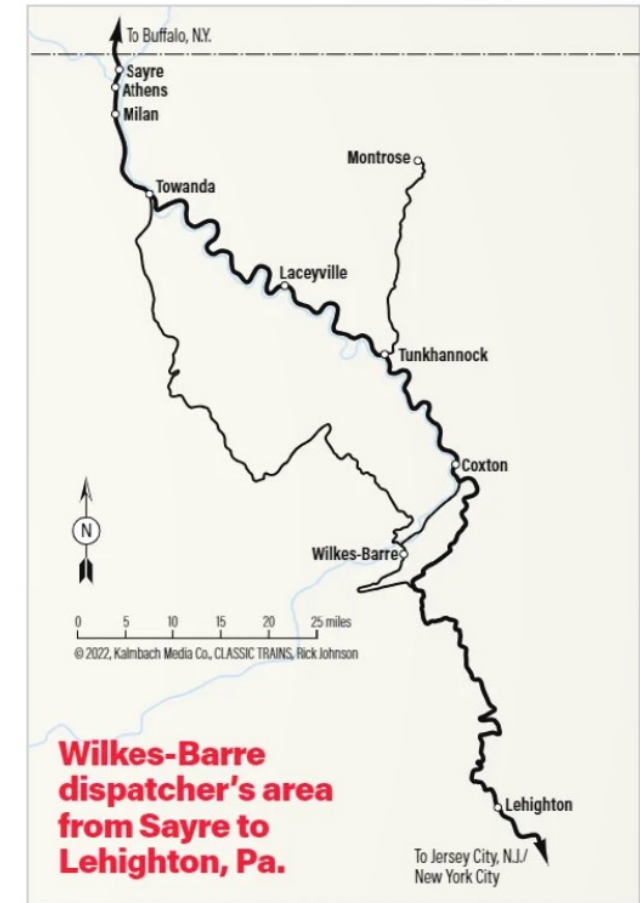 To Buffalo, N.Y.
Sayre
Athens
Milan
Montrose
Towanda
Laceyville
Tunkhannock
Coxton
N
Wilkes-Barre
0 5 10 15 20 25 miles
© 2022, Kalmbach Media Co., CLASSIC TRAINS, Rick Johnson
Wilkes-Barre
dispatcher's area
from Sayre to
Lehighton, Pa.
Lehighton
To Jersey City, N.J./
New York City